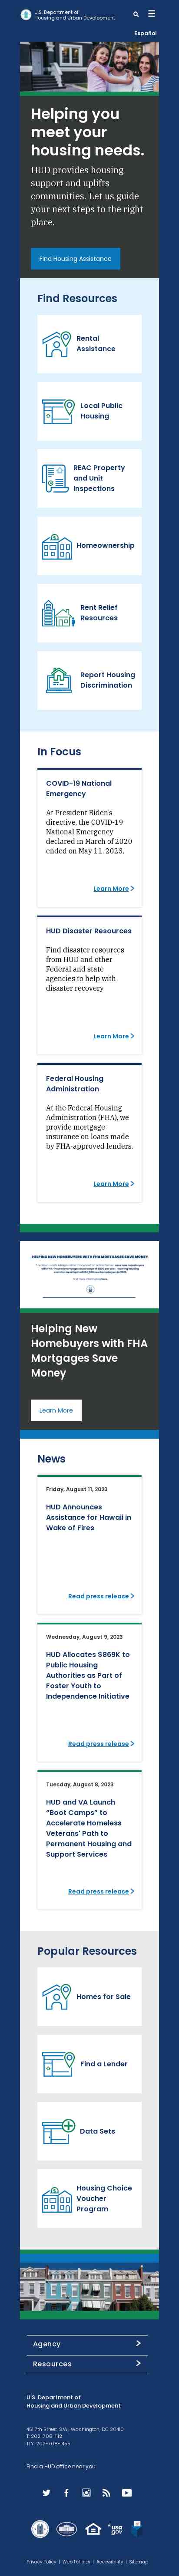 U.S. Department of
Housing and Urban Development
Español
Helping you
meet your
housing needs.
HUD provides housing
support and uplifts
communities. Let us guide
your next steps to the right
place.
Find Housing Assistance
Find Resources
Rental
Assistance
Local Public
Housing
REAC Property
and Unit
Inspections
Homeownership
Rent Relief
Resources
Report Housing
Discrimination
In Focus
COVID-19 National
Emergency
At President Biden's
directive, the COVID-19
National Emergency
declared in March of 2020
ended on May 11, 2023.
Learn More
HUD Disaster Resources
Find disaster resources
from HUD and other
Federal and state
agencies to help with
disaster recovery.
Learn More
Federal Housing
Administration
At the Federal Housing
Administration (FHA), we
provide mortgage
insurance on loans made
by FHA-approved lenders.
Learn More
HELPING NEW HOMEBUYERS WITH FHA MORTGAGES SAVE MONEY
Helping New
Homebuyers with FHA
Mortgages Save
Money
Learn More
News
Friday, August 11, 2023
HUD Announces
Assistance for Hawaii in
Wake of Fires
Read press release
Wednesday, August 9, 2023
HUD Allocates $869K to
Public Housing
Authorities as Part of
Foster Youth to
Independence Initiative
Read press release
Tuesday, August 8, 2023
HUD and VA Launch
“Boot Camps” to
Accelerate Homeless
Veterans' Path to
Permanent Housing and
Support Services
Read press release
Popular Resources
Homes for Sale
Find a Lender
Data Sets
Housing Choice
Voucher
Program
Agency
Resources
U.S. Department of
Housing and Urban Development
451 7th Street, S.W., Washington, DC 20410
T: 202-708-1112
TTY: 202-708-1455
Find a HUD office near you
USAGov
Privacy Policy | Web Policies | Accessibility | Sitemap